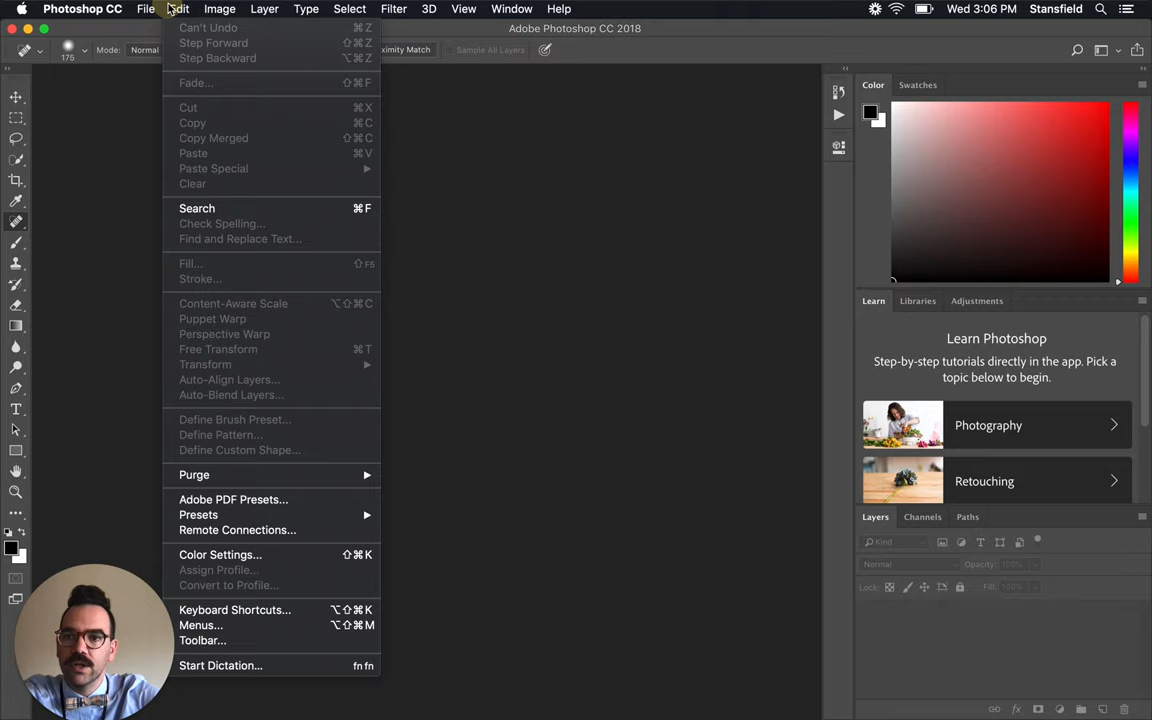 Photoshop CC File Edit Image Layer Type Select Filter 3D View Window Help Wed 3:06 PM Stansfield
Adobe Photoshop CC 2018
175 Mode: Normal ximity Match Sample All Layers
Can't Undo ⌘Z
Step Forward ⇧⌘Z
Step Backward ⌥⌘Z
Fade... ⇧⌘F
Cut ⌘X
Copy ⌘C
Copy Merged ⇧⌘C
Paste ⌘V
Paste Special
Clear
Search ⌘F
Check Spelling...
Find and Replace Text...
Fill... ⇧F5
Stroke...
Content-Aware Scale ⌥⇧⌘C
Puppet Warp
Perspective Warp
Free Transform ⌘T
Transform
Auto-Align Layers...
Auto-Blend Layers...
Define Brush Preset...
Define Pattern...
Define Custom Shape...
Purge
Adobe PDF Presets...
Presets
Remote Connections...
Color Settings... ⇧⌘K
Assign Profile...
Convert to Profile...
Keyboard Shortcuts... ⌥⇧⌘K
Menus... ⌥⇧⌘M
Toolbar...
Start Dictation... fn fn
Color Swatches
Learn Libraries Adjustments
Learn Photoshop
Step-by-step tutorials directly in the app. Pick a
topic below to begin.
Photography
Retouching
Layers Channels Paths
Kind
Normal Opacity: 100%
Lock: Fill: 100%